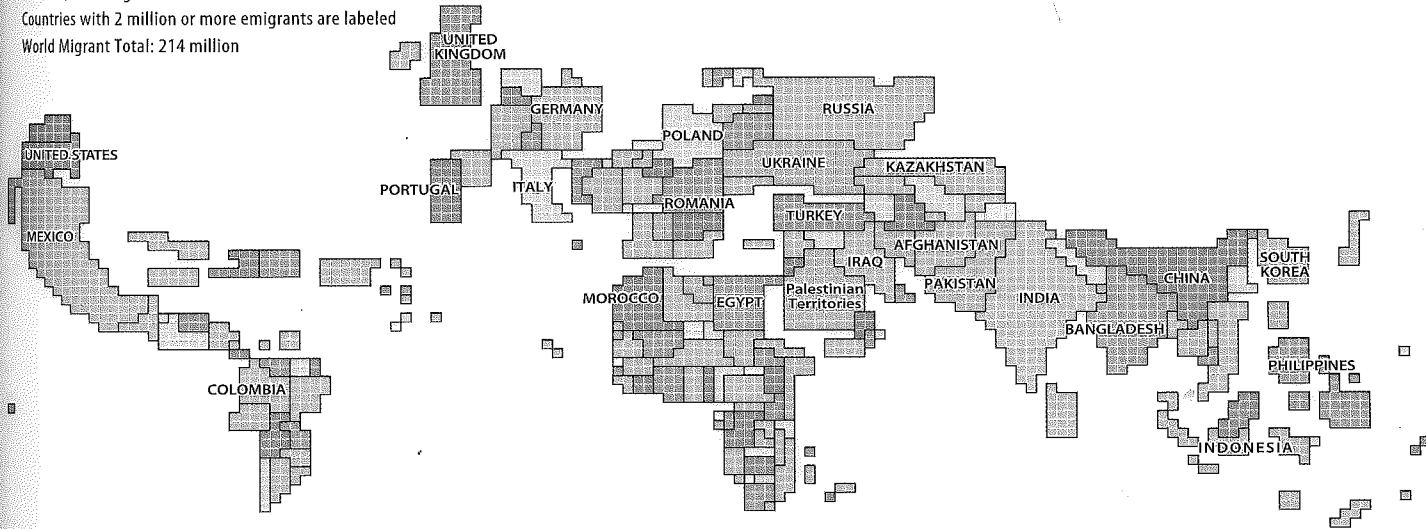 Countries with 2 million or more emigrants are labeled
World Migrant Total: 214 million
UNITED
KINGDOM
GERMANY
RUSSIA
POLAND
UNITED STATES
UKRAINE
KAZAKHSTAN
PORTUGAL
ITALY
ROMANIA
TURKEY
MEXICO
AFGHANISTAN
IRAQ
SOUTH
KOREA
PAKISTAN
CHINA
MOROCCO
EGYPT
Palestinian
Territories
INDIA
BANGLADESH
PHILIPPINES
COLOMBIA
INDONESIA